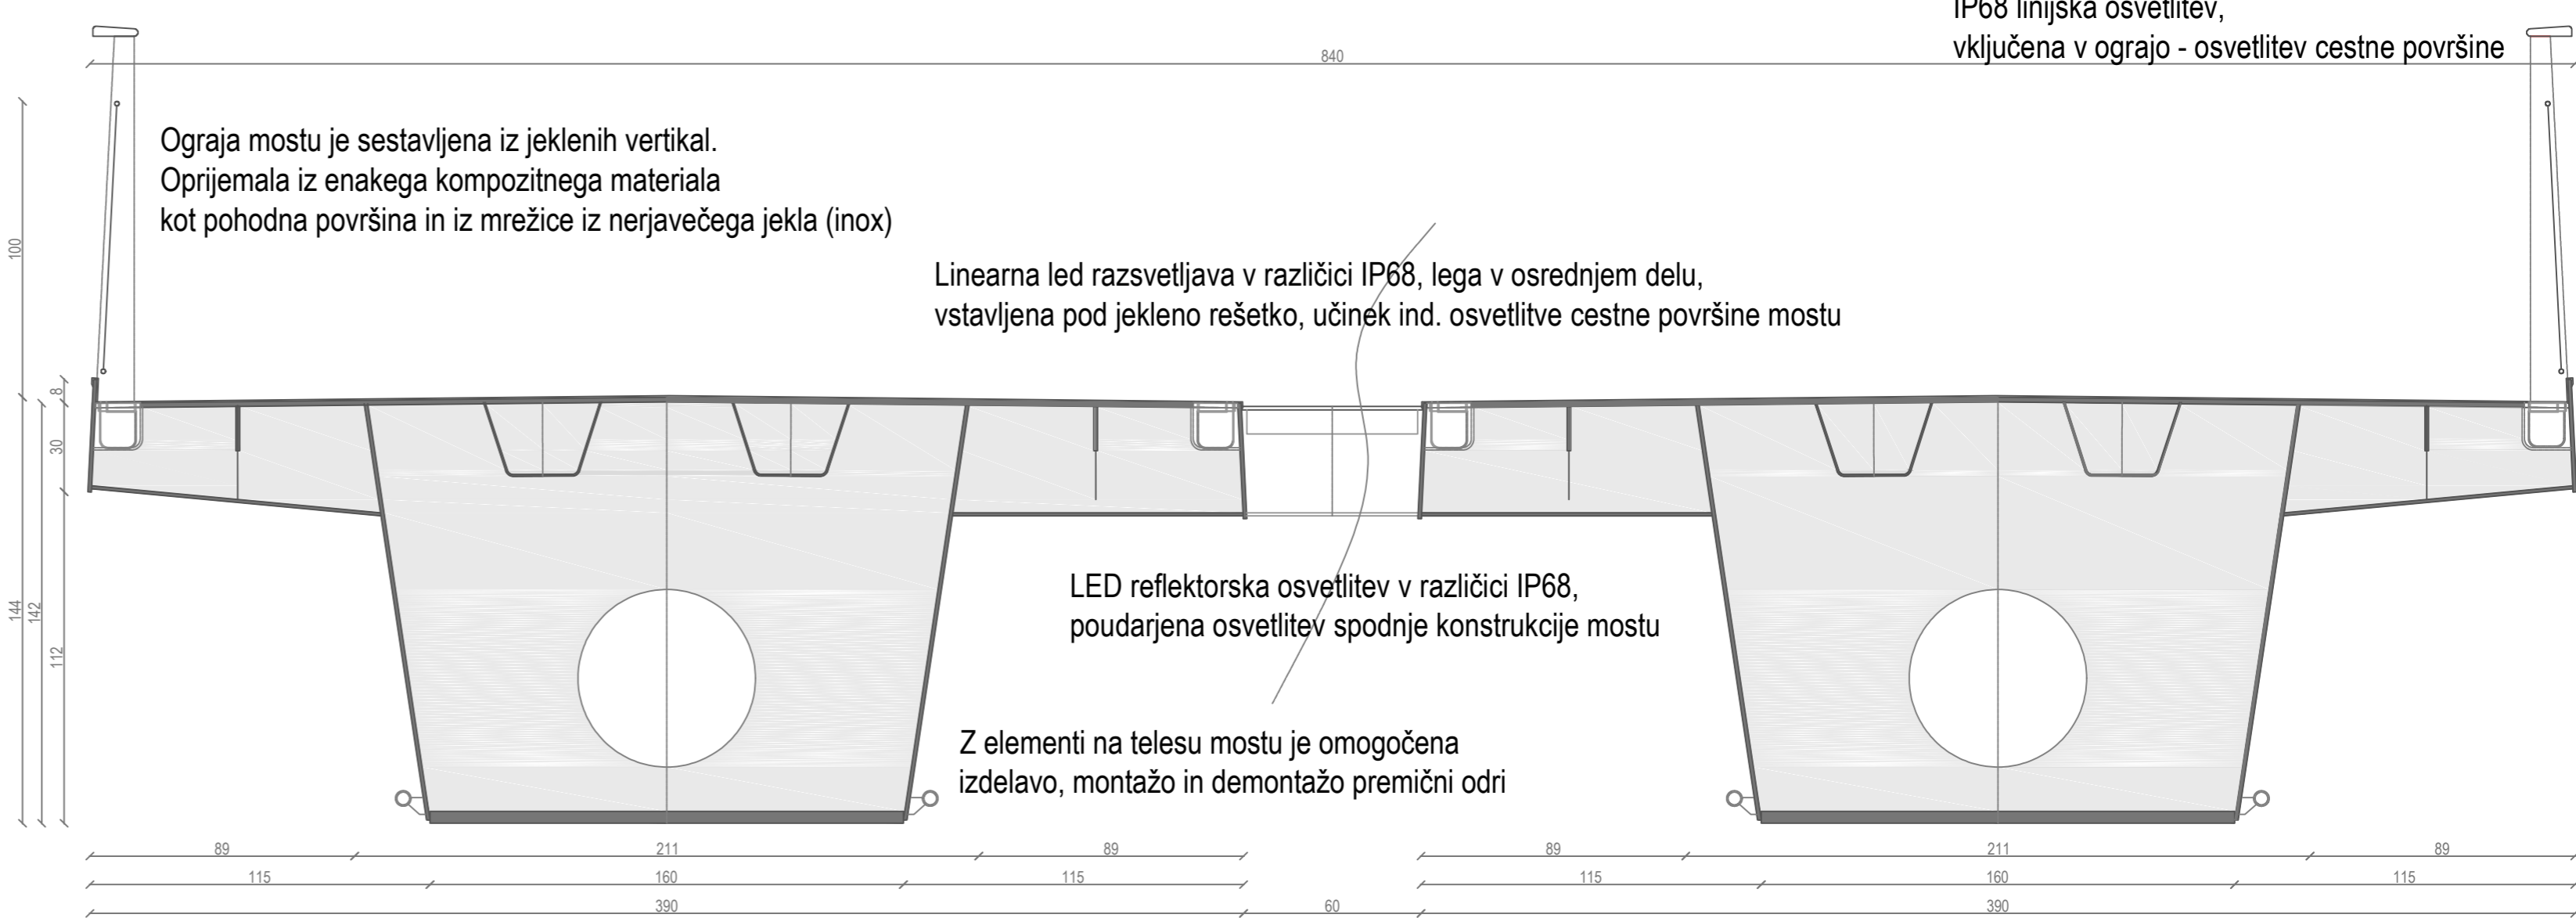 IP68 linijska osvetlitev,
vključena v ograjo - osvetlitev cestne površine
840
Ograja mostu je sestavljena iz jeklenih vertikal.
Oprijemala iz enakega kompozitnega materiala
kot pohodna površina in iz mrežice iz nerjavečega jekla (inox)
100
Linearna led razsvetljava v različici IP68, lega v osrednjem delu,
vstavljena pod jekleno rešetko, učinek ind. osvetlitve cestne površine mostu
8
30
144
142
112
LED reflektorska osvetlitev v različici IP68,
poudarjena osvetlitev spodnje konstrukcije mostu
Z elementi na telesu mostu je omogočena
izdelavo, montažo in demontažo premični odri
89 211 89 89 211 89
115 160 115 115 160 115
390 60 390